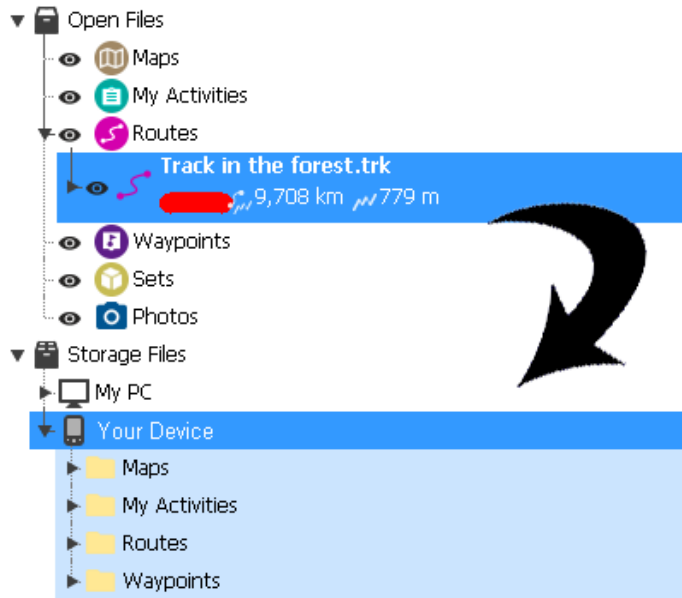 Open Files
Maps
My Activities
Routes
Track in the forest.trk
9,708 km 779 m
Waypoints
Sets
Photos
Storage Files
My PC
Your Device
Maps
My Activities
Routes
Waypoints